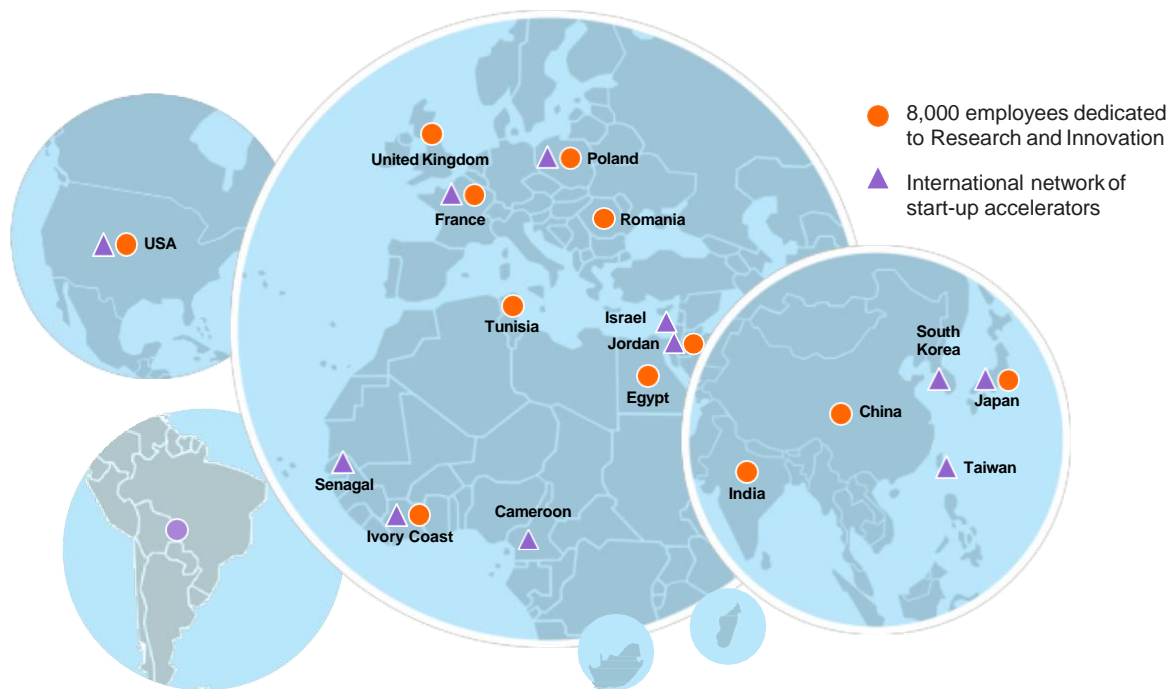 8,000 employees dedicated
to Research and Innovation
International network of
start-up accelerators
United Kingdom
Poland
France
Romania
USA
Tunisia
Israel
Jordan
Egypt
South
Korea
Japan
China
Taiwan
India
Senagal
Ivory Coast
Cameroon